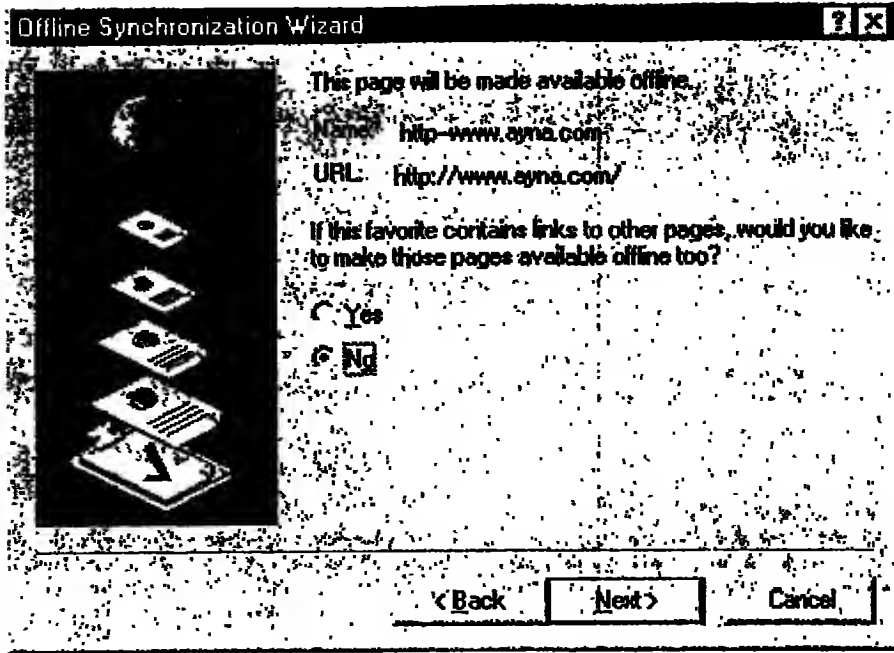 Offline Synchronization Wizard
This page will be made available offline.
Name: http--www.ayna.com
URL: http://www.ayna.com/
If this favorite contains links to other pages, would you like
to make those pages available offline too?
Yes
No
< Back Next > Cancel